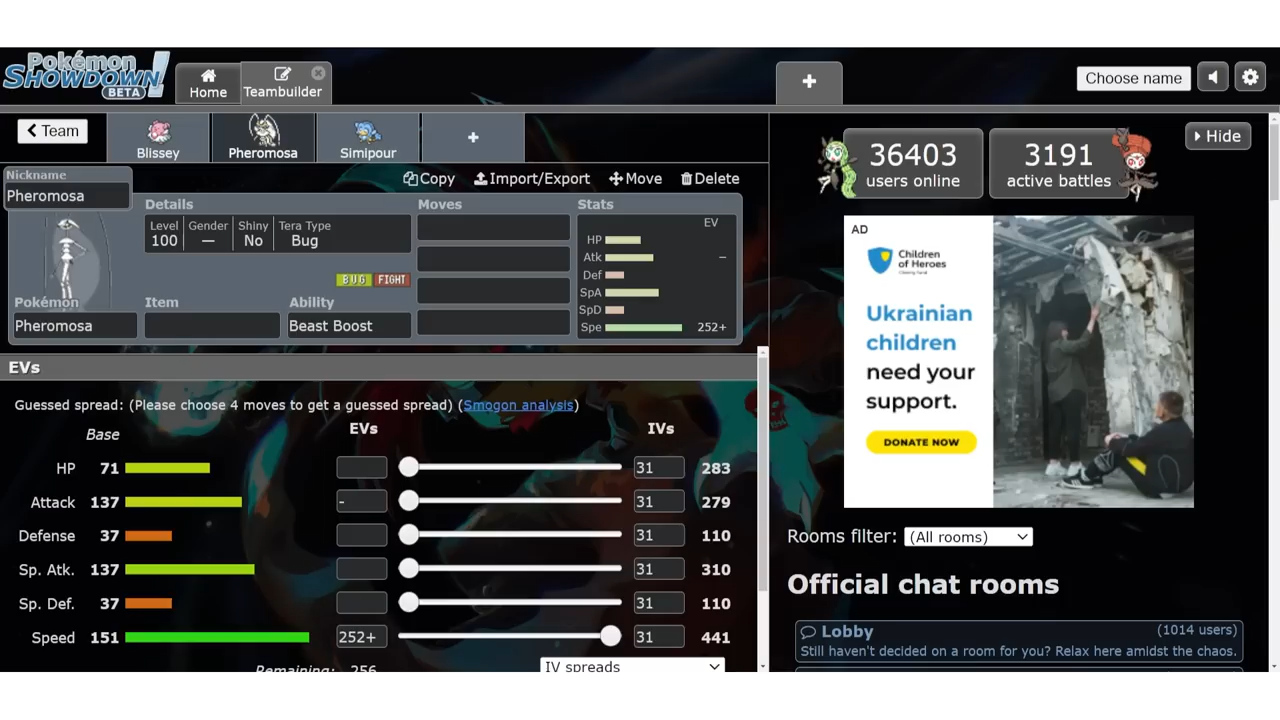 Pokémon
SHOWDOWN!
BETA
Home
Teambuilder
+
Choose name
Team
Blissey
Pheromosa
Simipour
+
36403
users online
3191
active battles
Hide
Nickname
Pheromosa
Copy
Import/Export
Move
Delete
Details
Level
100
Gender
—
Shiny
No
Tera Type
Bug
BUG
FIGHT
Pokémon
Pheromosa
Item
Ability
Beast Boost
Moves
Stats
EV
HP
Atk –
Def
SpA
SpD
Spe 252+
EVs
Guessed spread: (Please choose 4 moves to get a guessed spread) (Smogon analysis)
Base EVs IVs
HP 71 31 283
Attack 137 - 31 279
Defense 37 31 110
Sp. Atk. 137 31 310
Sp. Def. 37 31 110
Speed 151 252+ 31 441
Remaining: 256
IV spreads
AD
Children
of Heroes
Ukrainian
children
need your
support.
DONATE NOW
Rooms filter: (All rooms)
Official chat rooms
Lobby (1014 users)
Still haven't decided on a room for you? Relax here amidst the chaos.